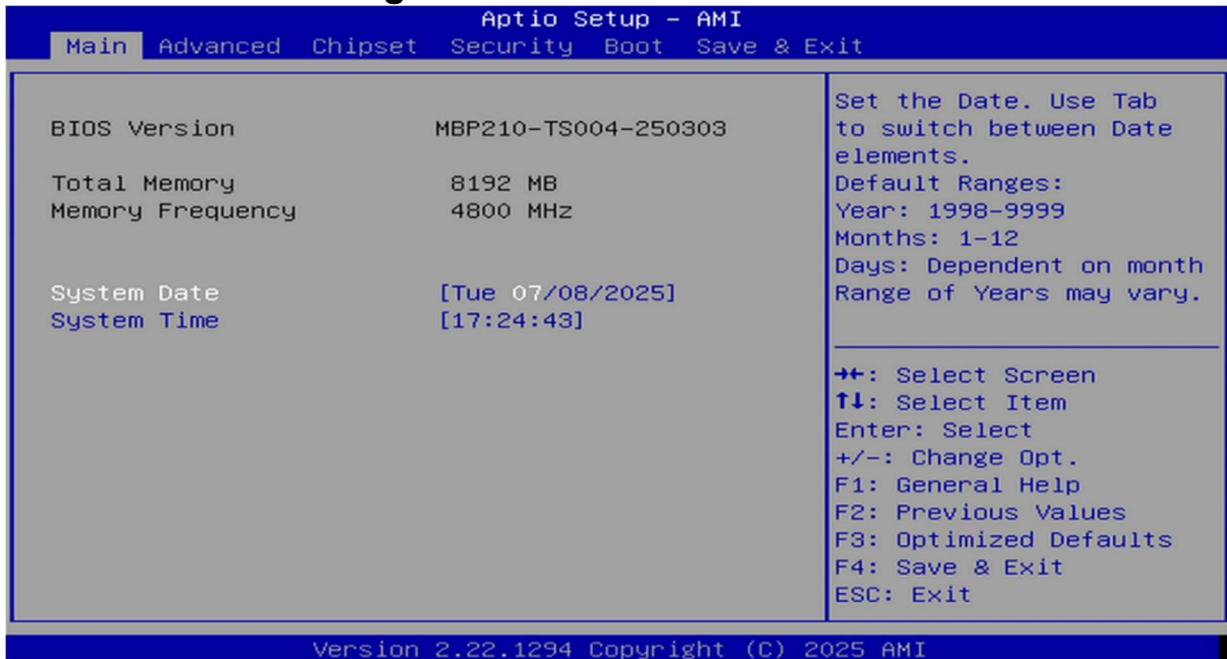 Aptio Setup – AMI
Main Advanced Chipset Security Boot Save & Exit
BIOS Version MBP210-TS004-250303
Total Memory 8192 MB
Memory Frequency 4800 MHz
System Date [Tue 07/08/2025]
System Time [17:24:43]
Set the Date. Use Tab
to switch between Date
elements.
Default Ranges:
Year: 1998-9999
Months: 1-12
Days: Dependent on month
Range of Years may vary.
→←: Select Screen
↑↓: Select Item
Enter: Select
+/-: Change Opt.
F1: General Help
F2: Previous Values
F3: Optimized Defaults
F4: Save & Exit
ESC: Exit
Version 2.22.1294 Copyright (C) 2025 AMI